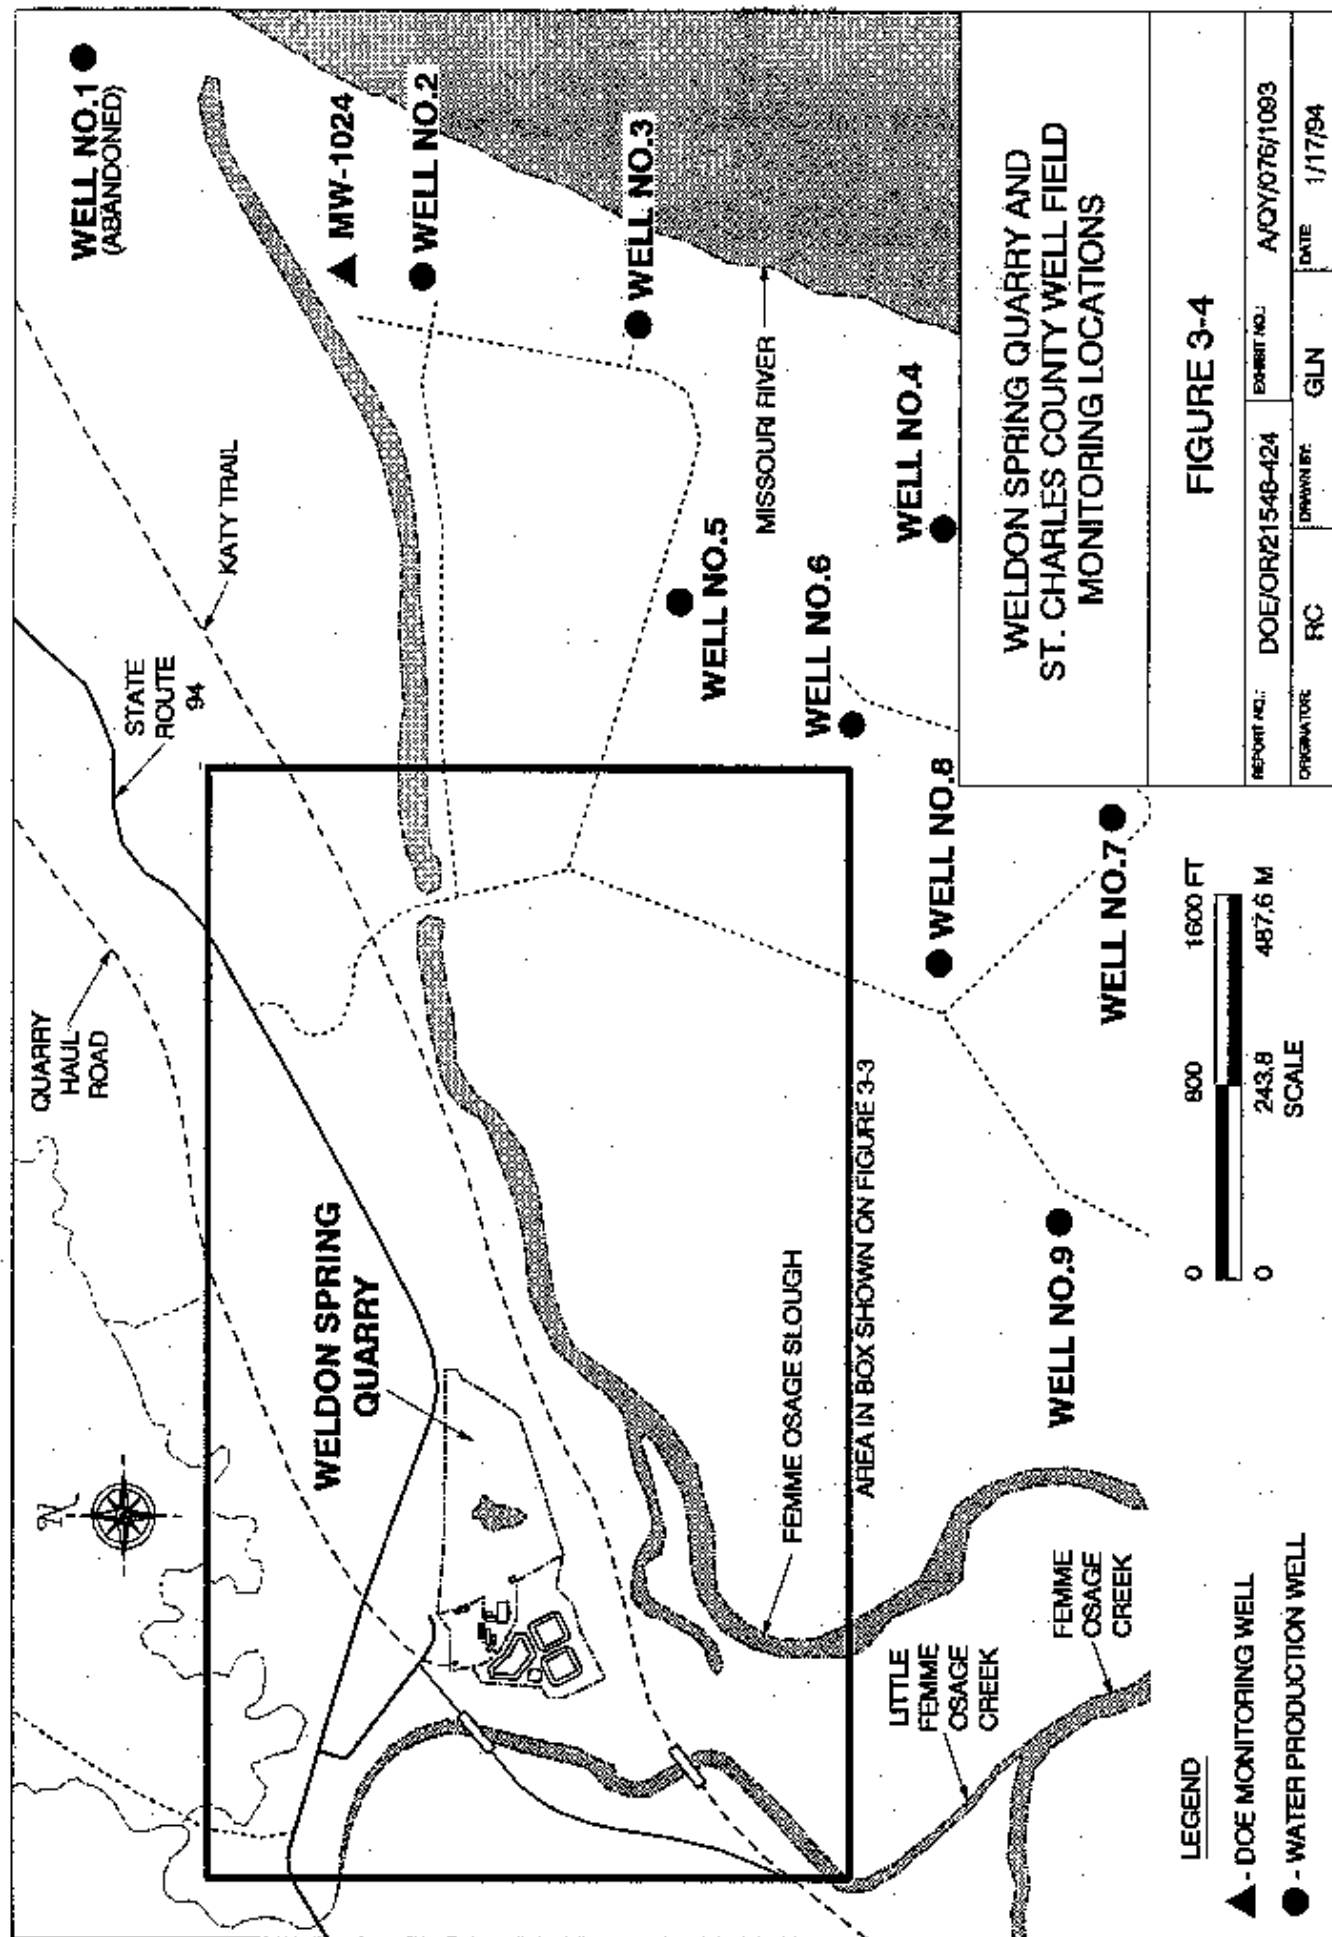 WELL NO.1
(ABANDONED)
MW-1024
WELL NO.2
WELL NO.3
KATY TRAIL
STATE
ROUTE
94
WELL NO.5
MISSOURI RIVER
WELL NO.4
WELL NO.6
QUARRY
HAUL
ROAD
WELL NO.8
WELL NO.7
N
WELDON SPRING
QUARRY
FEMME OSAGE SLOUGH
AREA IN BOX SHOWN ON FIGURE 3-3
WELL NO.9
LITTLE
FEMME
OSAGE
CREEK
FEMME
OSAGE
CREEK
LEGEND
- DOE MONITORING WELL
- WATER PRODUCTION WELL
0 800 1600 FT
0 243.8 487.6 M
SCALE
WELDON SPRING QUARRY AND
ST. CHARLES COUNTY WELL FIELD
MONITORING LOCATIONS
FIGURE 3-4
REPORT NO.: DOE/OR/21548-424 EXHIBIT NO.: A/QY/076/1093
ORIGINATOR: RC DRAWN BY: GLN DATE 1/17/94